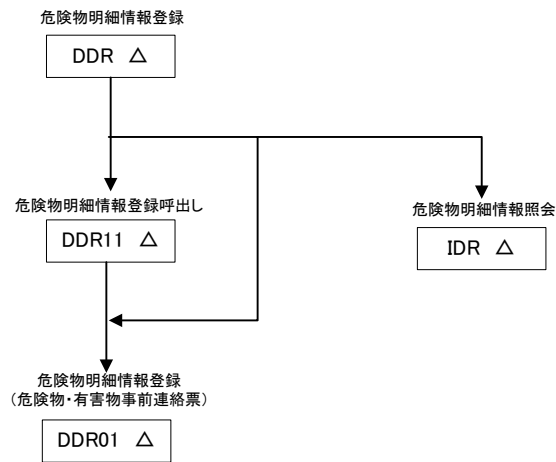 危険物明細情報登録
DDR △
危険物明細情報登録呼出し
DDR11 △
危険物明細情報照会
IDR △
危険物明細情報登録
(危険物・有害物事前連絡票)
DDR01 △